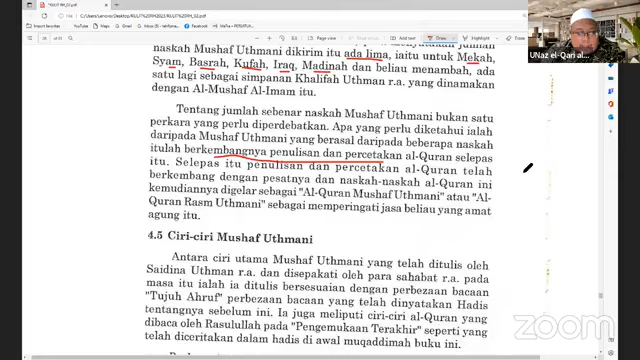 naskah Mushaf Uthmani dikirim itu ada lima, iaitu untuk Mekah,
Syam, Basrah, Kufah, Iraq, Madinah dan beliau menambah, ada
satu lagi sebagai simpanan Khalifah Uthman r.a. yang dinamakan
dengan Al-Mushaf Al-Imam itu.
Tentang jumlah sebenar naskah Mushaf Uthmani bukan satu
perkara yang perlu diperdebatkan. Apa yang perlu diketahui ialah
daripada Mushaf Uthmani yang berasal daripada beberapa naskah
itulah berkembangnya penulisan dan percetakan al-Quran selepas
itu. Selepas itu penulisan dan percetakan al-Quran telah
berkembang dengan pesatnya dan naskah-naskah al-Quran ini
kemudiannya digelar sebagai "Al-Quran Mushaf Uthmani" atau "Al-
Quran Rasm Uthmani" sebagai memperingati jasa beliau yang amat
agung itu.
4.5 Ciri-ciri Mushaf Uthmani
Antara ciri utama Mushaf Uthmani yang telah ditulis oleh
Saidina Uthman r.a. dan disepakati oleh para sahabat r.a. pada
masa itu ialah ia ditulis bersesuaian dengan perbezaan bacaan
"Tujuh Ahruf" perbezaan bacaan yang telah dinyatakan Hadis
tentangnya sebelum ini. Ia juga meliputi ciri-ciri al-Quran yang
dibaca oleh Rasulullah pada "Pengemukaan Terakhir" seperti yang
telah diceritakan dalam hadis di awal muqaddimah buku ini.
UNaz el-Qari al...
zoom